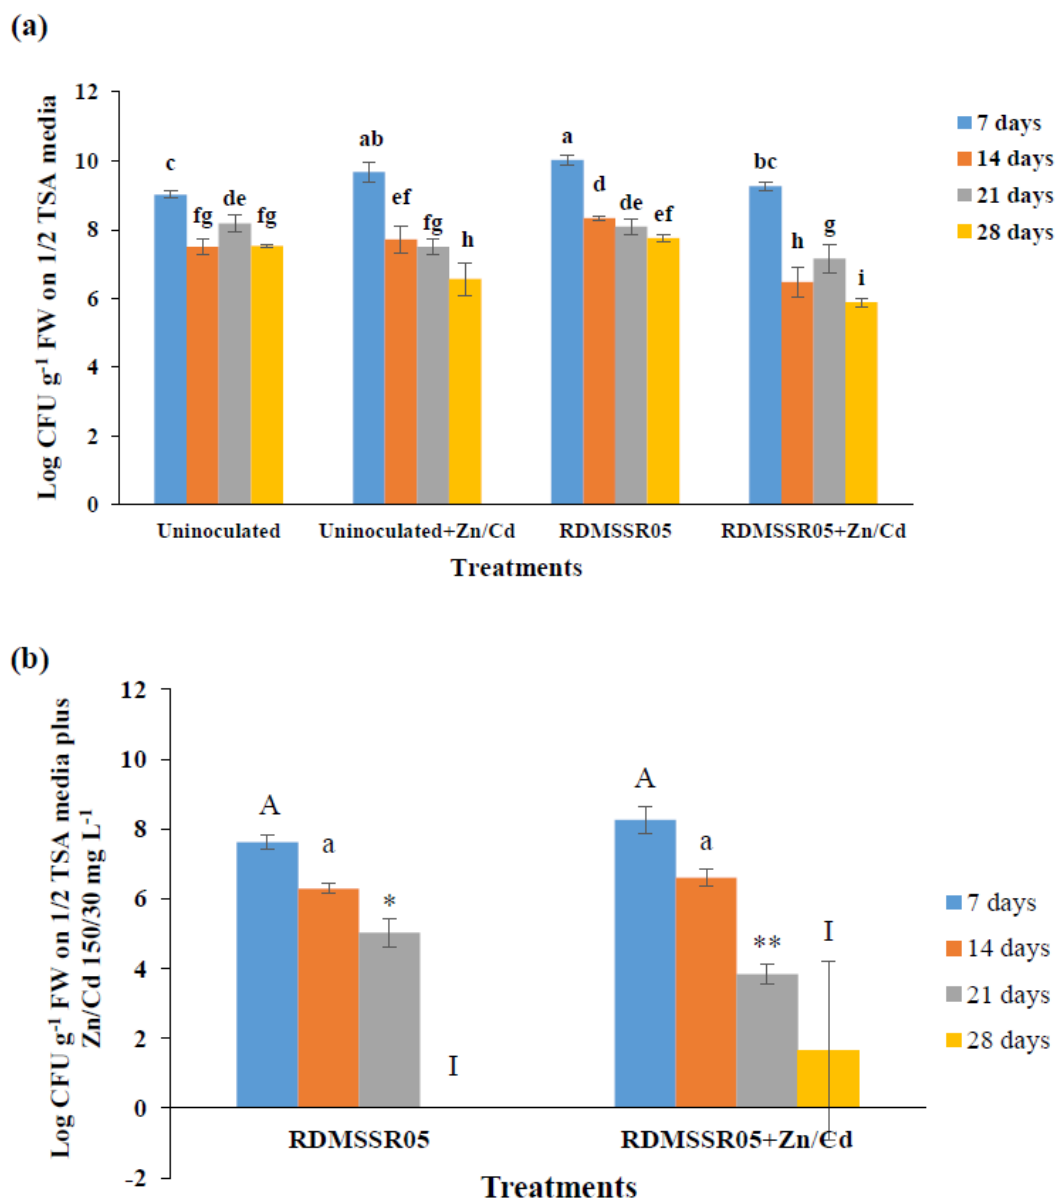 (a)
Log CFU g⁻¹ FW on 1/2 TSA media
12
10
8
6
4
2
0
c
fg
de
fg
ab
ef
fg
h
a
d
de
ef
bc
h
g
i
7 days
14 days
21 days
28 days
Uninoculated
Uninoculated+Zn/Cd
RDMSSR05
RDMSSR05+Zn/Cd
Treatments
(b)
Log CFU g⁻¹ FW on 1/2 TSA media plus
Zn/Cd 150/30 mg L⁻¹
12
10
8
6
4
2
0
-2
A
a
*
I
A
a
**
I
7 days
14 days
21 days
28 days
RDMSSR05
RDMSSR05+Zn/Cd
Treatments